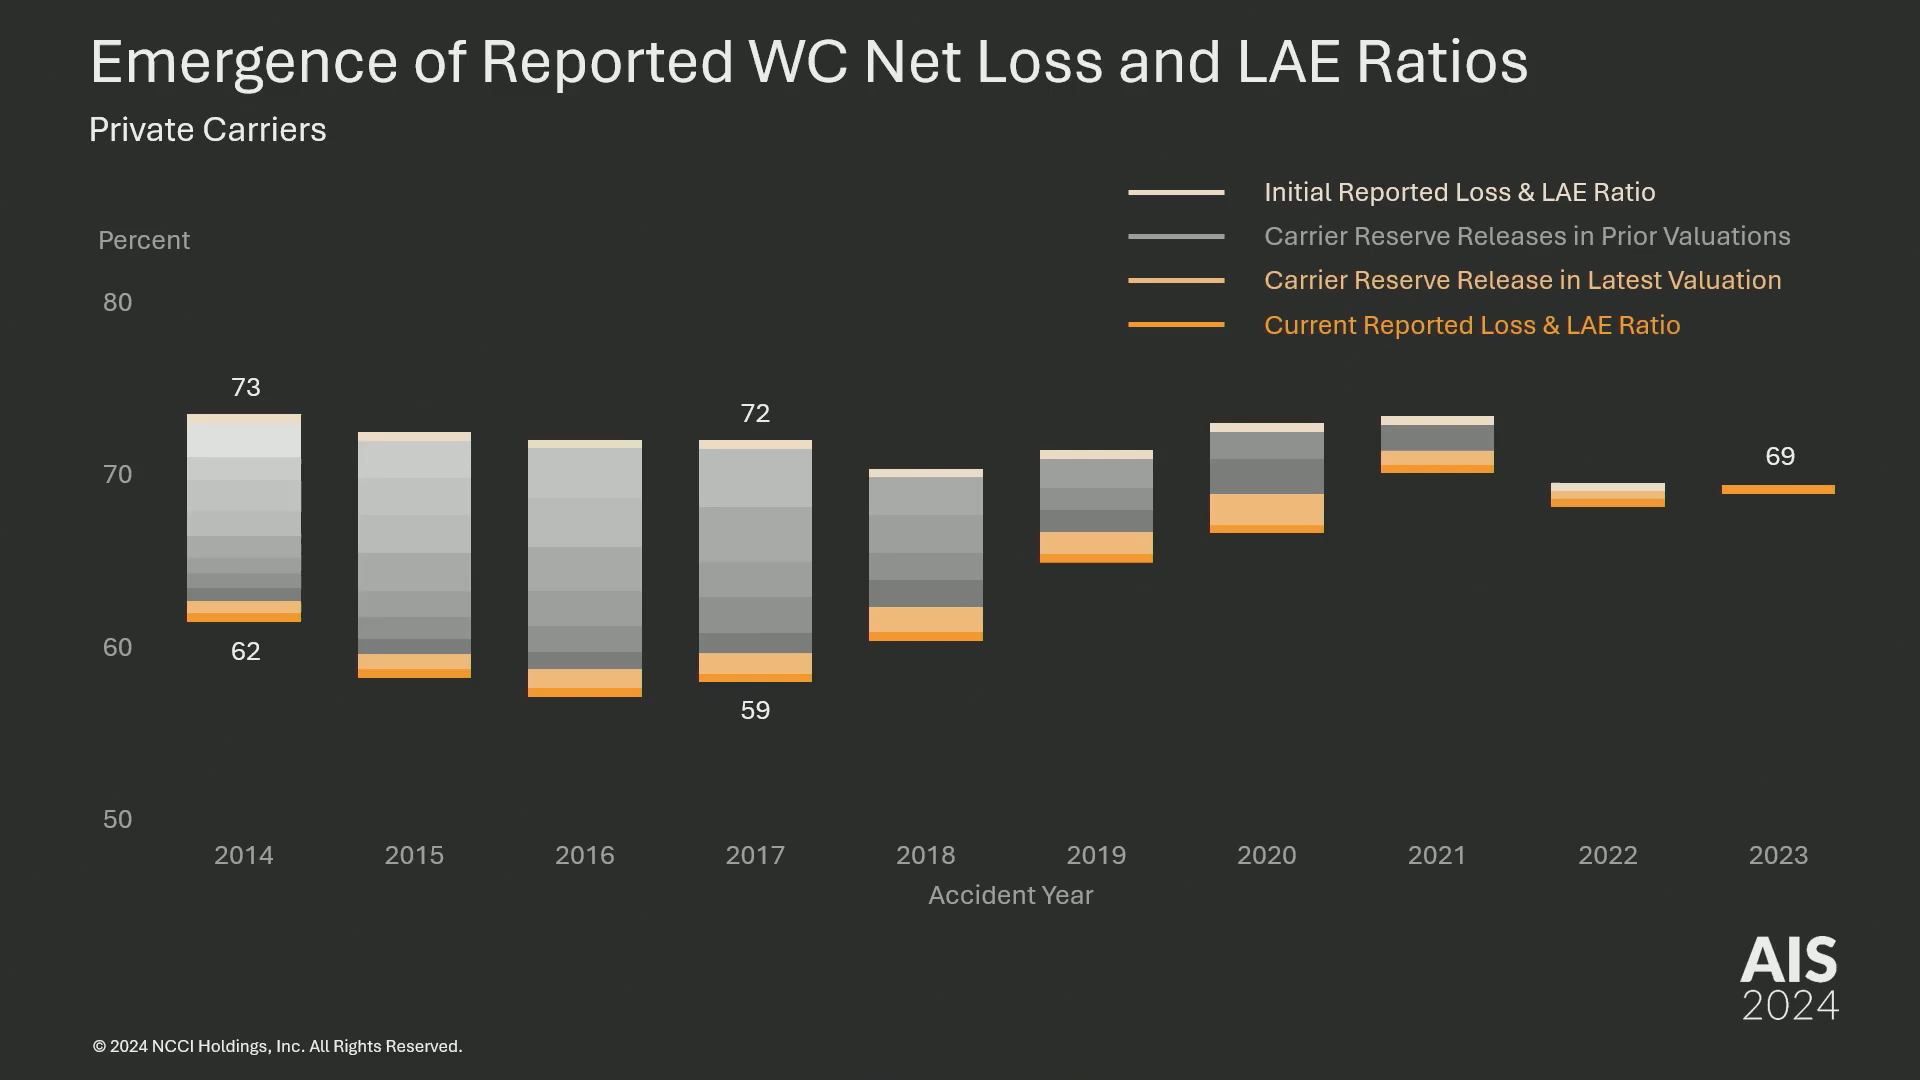 Emergence of Reported WC Net Loss and LAE Ratios
Private Carriers
Initial Reported Loss & LAE Ratio
Carrier Reserve Releases in Prior Valuations
Carrier Reserve Release in Latest Valuation
Current Reported Loss & LAE Ratio
Percent
80
70
60
50
73
62
72
59
69
2014 2015 2016 2017 2018 2019 2020 2021 2022 2023
Accident Year
AIS
2024
© 2024 NCCI Holdings, Inc. All Rights Reserved.